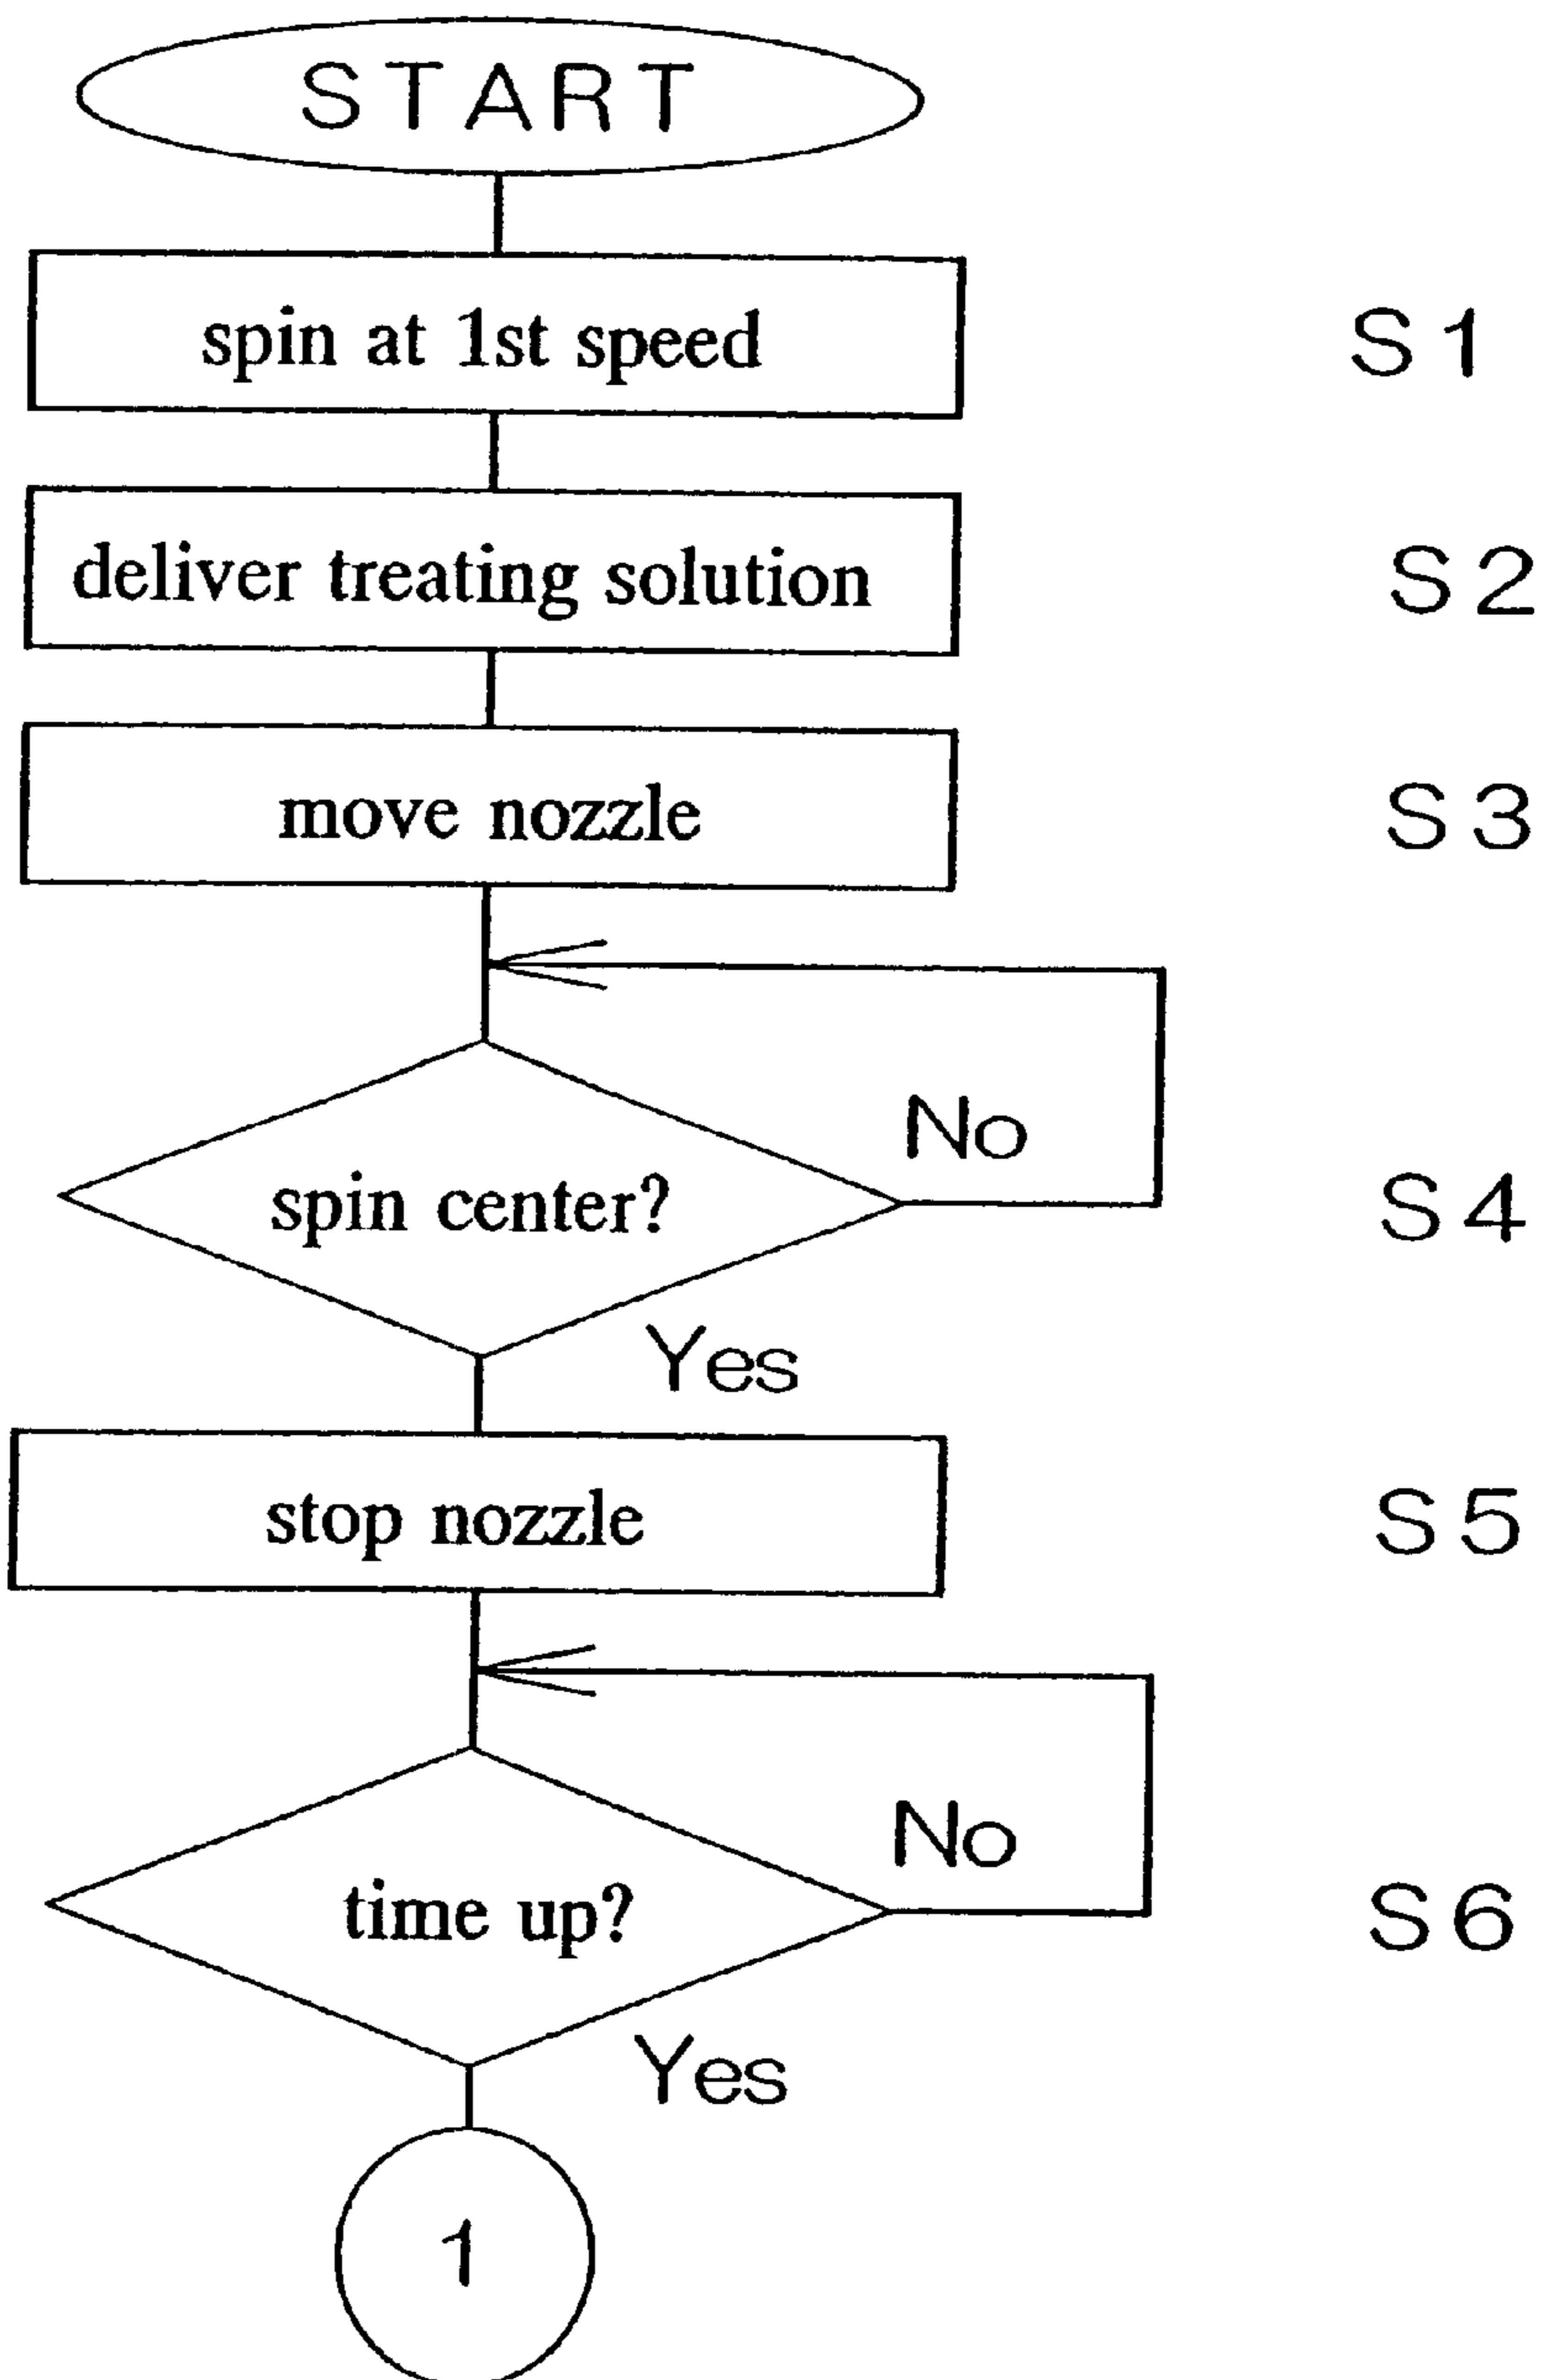 START
spin at 1st speed S1
deliver treating solution S2
move nozzle S3
No
spin center? S4
Yes
stop nozzle S5
No
time up? S6
Yes
1